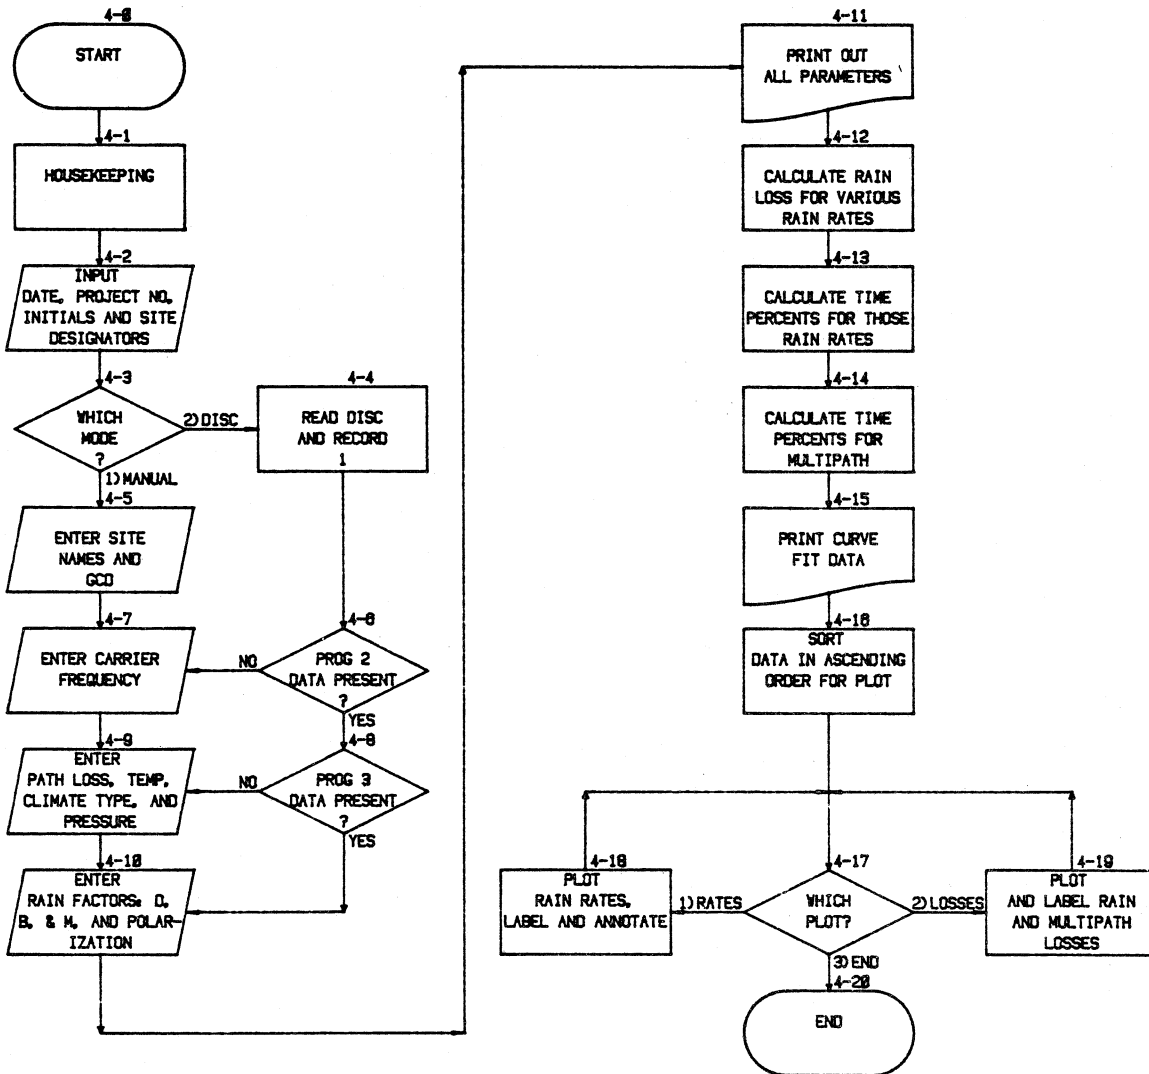 4-0
START
4-1
HOUSEKEEPING
4-2
INPUT
DATE, PROJECT NO,
INITIALS AND SITE
DESIGNATORS
4-3
WHICH
MODE
?
2) DISC
1) MANUAL
4-4
READ DISC
AND RECORD
1
4-5
ENTER SITE
NAMES AND
GCD
4-6
PROG 2
DATA PRESENT
?
NO
YES
4-7
ENTER CARRIER
FREQUENCY
4-8
PROG 3
DATA PRESENT
?
NO
YES
4-9
ENTER
PATH LOSS, TEMP,
CLIMATE TYPE, AND
PRESSURE
4-10
ENTER
RAIN FACTORS: D,
B, & M, AND POLAR-
IZATION
4-11
PRINT OUT
ALL PARAMETERS
4-12
CALCULATE RAIN
LOSS FOR VARIOUS
RAIN RATES
4-13
CALCULATE TIME
PERCENTS FOR THOSE
RAIN RATES
4-14
CALCULATE TIME
PERCENTS FOR
MULTIPATH
4-15
PRINT CURVE
FIT DATA
4-16
SORT
DATA IN ASCENDING
ORDER FOR PLOT
4-17
WHICH
PLOT?
1) RATES
2) LOSSES
3) END
4-18
PLOT
RAIN RATES,
LABEL AND ANNOTATE
4-19
PLOT
AND LABEL RAIN
AND MULTIPATH
LOSSES
4-20
END